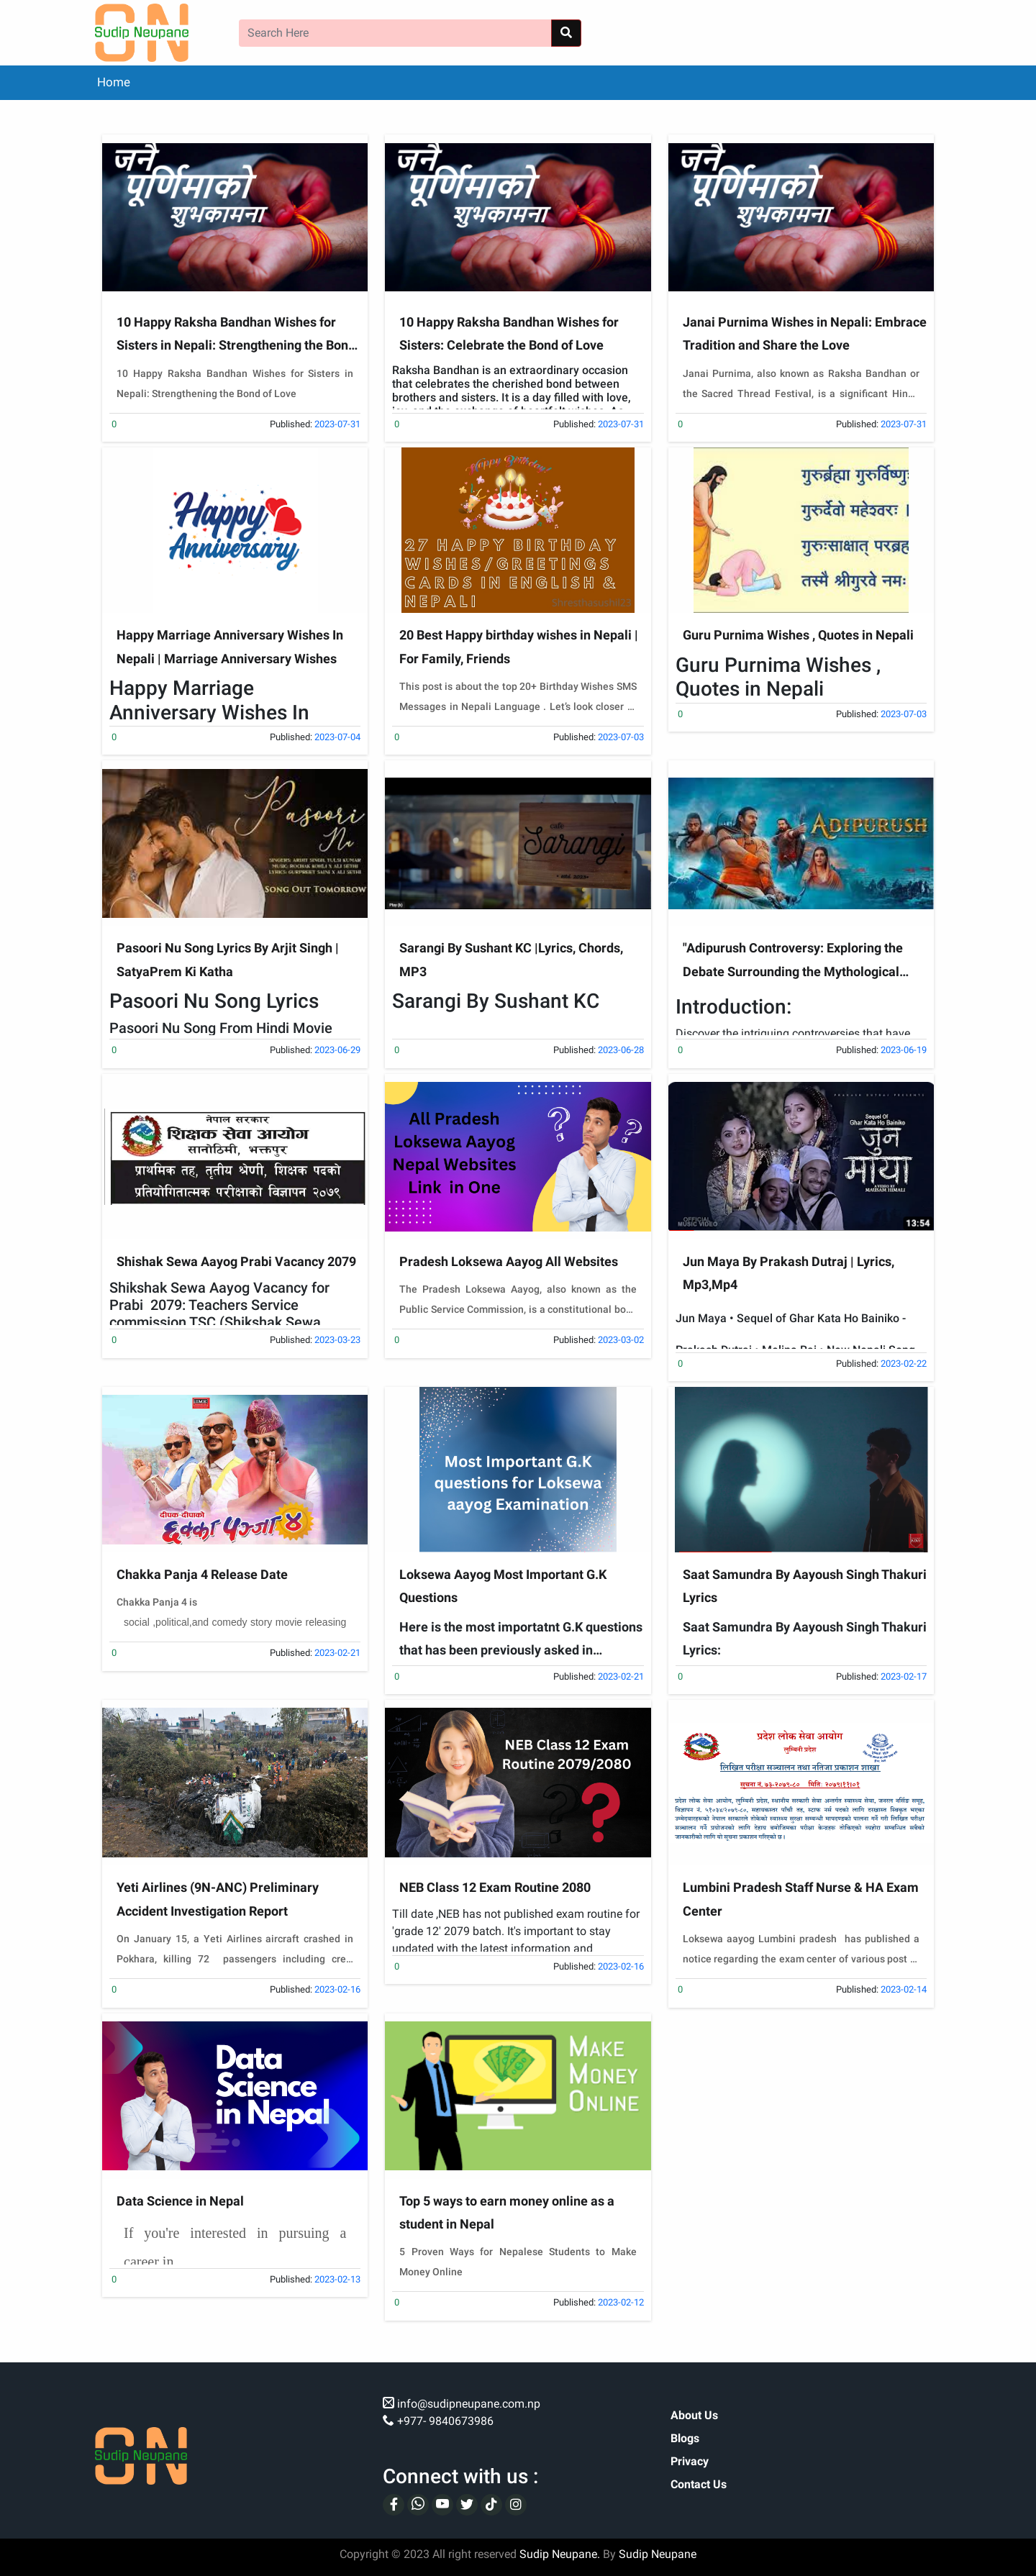 SN
Sudip Neupane
Search Here
Home
जनै
पूर्णिमाको
शुभकामना
जनै
पूर्णिमाको
शुभकामना
जनै
पूर्णिमाको
शुभकामना
10 Happy Raksha Bandhan Wishes for
Sisters in Nepali: Strengthening the Bon…
10 Happy Raksha Bandhan Wishes for Sisters in
Nepali: Strengthening the Bond of Love
0 Published: 2023-07-31
10 Happy Raksha Bandhan Wishes for
Sisters: Celebrate the Bond of Love
Raksha Bandhan is an extraordinary occasion
that celebrates the cherished bond between
brothers and sisters. It is a day filled with love,
0 Published: 2023-07-31
Janai Purnima Wishes in Nepali: Embrace
Tradition and Share the Love
Janai Purnima, also known as Raksha Bandhan or
the Sacred Thread Festival, is a significant Hin…
0 Published: 2023-07-31
Happy
Anniversary
Happy Marriage Anniversary Wishes In
Nepali | Marriage Anniversary Wishes
Happy Marriage
Anniversary Wishes In
0 Published: 2023-07-04
27 HAPPY BIRTHDAY
WISHES/GREETINGS
CARDS IN ENGLISH &
NEPALI
20 Best Happy birthday wishes in Nepali |
For Family, Friends
This post is about the top 20+ Birthday Wishes SMS
Messages in Nepali Language . Let's look closer …
0 Published: 2023-07-03
गुरुर्ब्रह्मा गुरुर्विष्णुः
गुरुर्देवो महेश्वरः ।
गुरुःसाक्षात् परब्रह
तस्मै श्रीगुरवे नमः
Guru Purnima Wishes , Quotes in Nepali
Guru Purnima Wishes ,
Quotes in Nepali
0 Published: 2023-07-03
Pasoori
Nu
SONG OUT TOMORROW
Pasoori Nu Song Lyrics By Arjit Singh |
SatyaPrem Ki Katha
Pasoori Nu Song Lyrics
Pasoori Nu Song From Hindi Movie
0 Published: 2023-06-29
Sarangi
Sarangi By Sushant KC |Lyrics, Chords,
MP3
Sarangi By Sushant KC
0 Published: 2023-06-28
ADIPURUSH
"Adipurush Controversy: Exploring the
Debate Surrounding the Mythological…
Introduction:
Discover the intriguing controversies that have
0 Published: 2023-06-19
नेपाल सरकार
शिक्षक सेवा आयोग
सानोठिमी, भक्तपुर
प्राथमिक तह, तृतीय श्रेणी, शिक्षक पदको
प्रतियोगितात्मक परीक्षाको विज्ञापन २०७९
Shishak Sewa Aayog Prabi Vacancy 2079
Shikshak Sewa Aayog Vacancy for
Prabi 2079: Teachers Service
commission TSC (Shikshak Sewa
0 Published: 2023-03-23
All Pradesh
Loksewa Aayog
Nepal Websites
Link in One
Pradesh Loksewa Aayog All Websites
The Pradesh Loksewa Aayog, also known as the
Public Service Commission, is a constitutional bo…
0 Published: 2023-03-02
Sequel Of
Ghar Kata Ho Bainiko
जुन
माया
OFFICIAL
MUSIC VIDEO
13:54
Jun Maya By Prakash Dutraj | Lyrics,
Mp3,Mp4
Jun Maya • Sequel of Ghar Kata Ho Bainiko -
Prakash Dutraj • Melina Rai • New Nepali Song
0 Published: 2023-02-22
दीपक-दीपाको
छक्का पञ्जा ४
Chakka Panja 4 Release Date
Chakka Panja 4 is
social ,political,and comedy story movie releasing
0 Published: 2023-02-21
Most Important G.K
questions for Loksewa
aayog Examination
Loksewa Aayog Most Important G.K
Questions
Here is the most importatnt G.K questions
that has been previously asked in…
0 Published: 2023-02-21
Saat Samundra By Aayoush Singh Thakuri
Lyrics
Saat Samundra By Aayoush Singh Thakuri
Lyrics:
0 Published: 2023-02-17
Yeti Airlines (9N-ANC) Preliminary
Accident Investigation Report
On January 15, a Yeti Airlines aircraft crashed in
Pokhara, killing 72 passengers including cre…
0 Published: 2023-02-16
NEB Class 12 Exam
Routine 2079/2080
??
NEB Class 12 Exam Routine 2080
Till date ,NEB has not published exam routine for
'grade 12' 2079 batch. It's important to stay
updated with the latest information and
0 Published: 2023-02-16
प्रदेश लोक सेवा आयोग
लुम्बिनी प्रदेश
लिखित परीक्षा सञ्चालन तथा नतिजा प्रकाशन शाखा
Lumbini Pradesh Staff Nurse & HA Exam
Center
Loksewa aayog Lumbini pradesh has published a
notice regarding the exam center of various post …
0 Published: 2023-02-14
Data
Science
in Nepal
Data Science in Nepal
If you're interested in pursuing a
career in
0 Published: 2023-02-13
MAKE
MONEY
ONLINE
Top 5 ways to earn money online as a
student in Nepal
5 Proven Ways for Nepalese Students to Make
Money Online
0 Published: 2023-02-12
SN
Sudip Neupane
info@sudipneupane.com.np
+977- 9840673986
Connect with us :
About Us
Blogs
Privacy
Contact Us
Copyright © 2023 All right reserved Sudip Neupane. By Sudip Neupane